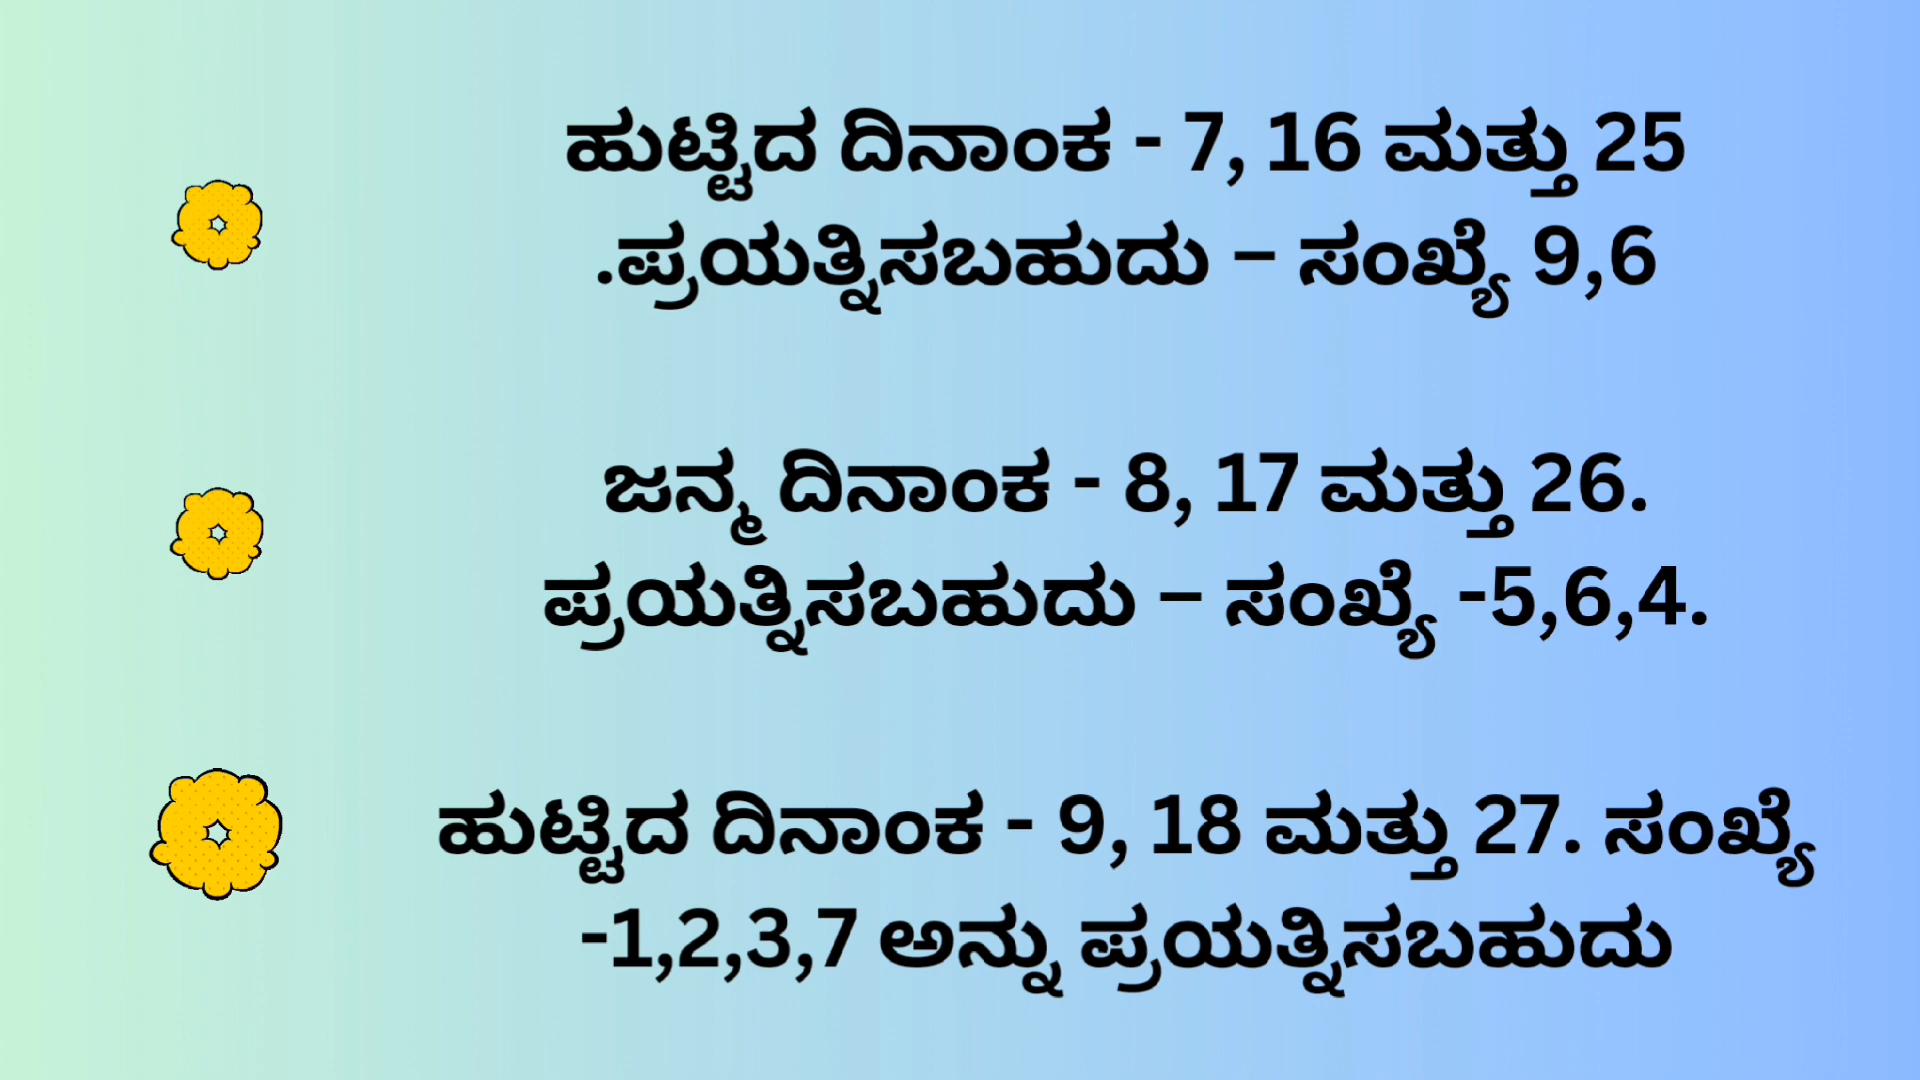 ಹುಟ್ಟಿದ ದಿನಾಂಕ - 7, 16 ಮತ್ತು 25
.ಪ್ರಯತ್ನಿಸಬಹುದು – ಸಂಖ್ಯೆ 9,6
ಜನ್ಮ ದಿನಾಂಕ - 8, 17 ಮತ್ತು 26.
ಪ್ರಯತ್ನಿಸಬಹುದು – ಸಂಖ್ಯೆ -5,6,4.
ಹುಟ್ಟಿದ ದಿನಾಂಕ - 9, 18 ಮತ್ತು 27. ಸಂಖ್ಯೆ
-1,2,3,7 ಅನ್ನು ಪ್ರಯತ್ನಿಸಬಹುದು